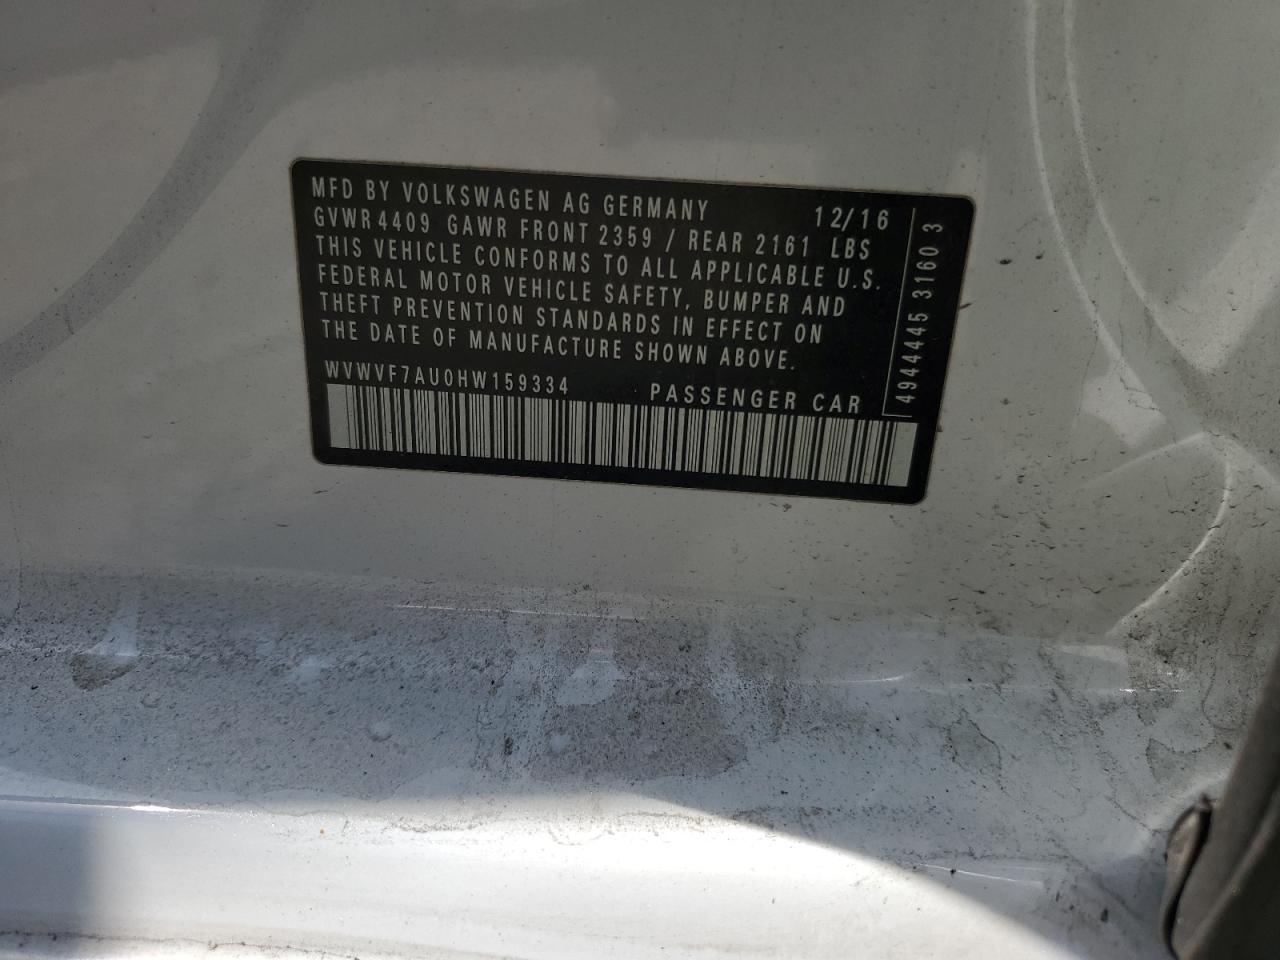 MFD BY VOLKSWAGEN AG GERMANY 12/16
GVWR 4409 GAWR FRONT 2359 / REAR 2161 LBS
THIS VEHICLE CONFORMS TO ALL APPLICABLE U.S.
FEDERAL MOTOR VEHICLE SAFETY, BUMPER AND
THEFT PREVENTION STANDARDS IN EFFECT ON
THE DATE OF MANUFACTURE SHOWN ABOVE.
WVWVF7AU0HW159334 PASSENGER CAR
4944445 3160 3